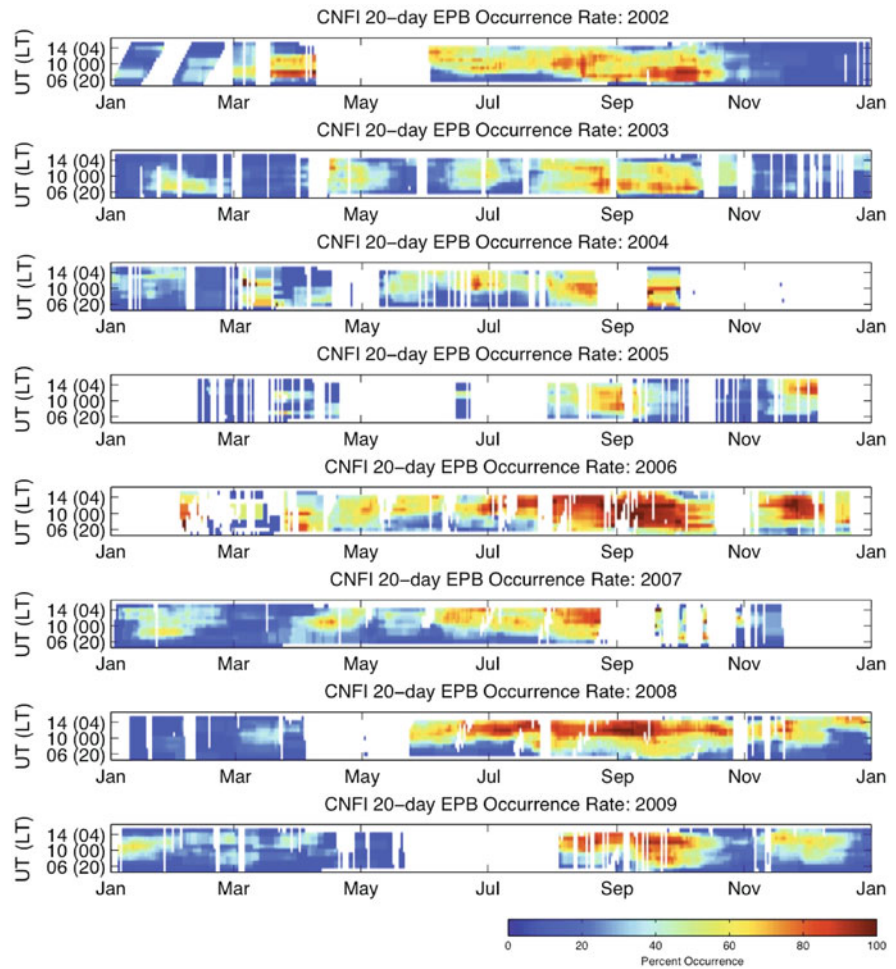 CNFI 20-day EPB Occurrence Rate: 2002
UT (LT)
14 (04)
10 (00)
06 (20)
Jan Mar May Jul Sep Nov Jan
CNFI 20-day EPB Occurrence Rate: 2003
UT (LT)
14 (04)
10 (00)
06 (20)
Jan Mar May Jul Sep Nov Jan
CNFI 20-day EPB Occurrence Rate: 2004
UT (LT)
14 (04)
10 (00)
06 (20)
Jan Mar May Jul Sep Nov Jan
CNFI 20-day EPB Occurrence Rate: 2005
UT (LT)
14 (04)
10 (00)
06 (20)
Jan Mar May Jul Sep Nov Jan
CNFI 20-day EPB Occurrence Rate: 2006
UT (LT)
14 (04)
10 (00)
06 (20)
Jan Mar May Jul Sep Nov Jan
CNFI 20-day EPB Occurrence Rate: 2007
UT (LT)
14 (04)
10 (00)
06 (20)
Jan Mar May Jul Sep Nov Jan
CNFI 20-day EPB Occurrence Rate: 2008
UT (LT)
14 (04)
10 (00)
06 (20)
Jan Mar May Jul Sep Nov Jan
CNFI 20-day EPB Occurrence Rate: 2009
UT (LT)
14 (04)
10 (00)
06 (20)
Jan Mar May Jul Sep Nov Jan
0 20 40 60 80 100
Percent Occurrence